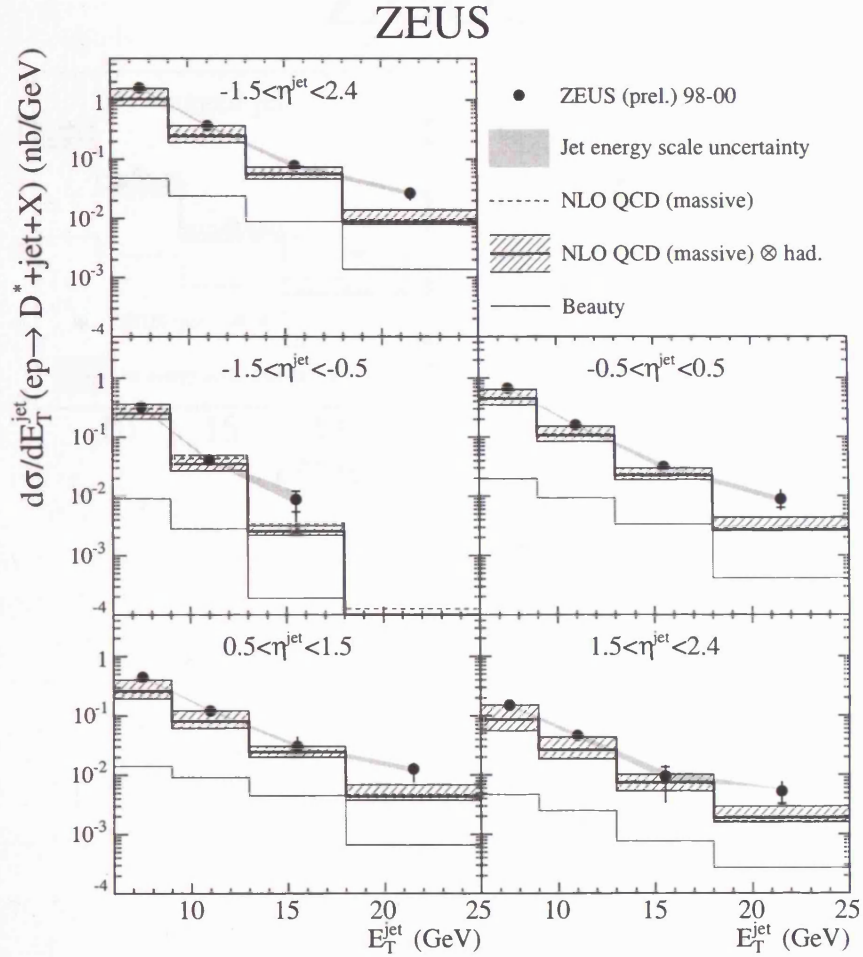 ZEUS
dσ/dE_T^jet (ep→ D*+jet+X) (nb/GeV)
-1.5<η^jet<2.4
1
10^-1
10^-2
10^-3
-4
ZEUS (prel.) 98-00
Jet energy scale uncertainty
NLO QCD (massive)
NLO QCD (massive) ⊗ had.
Beauty
-1.5<η^jet<-0.5
-0.5<η^jet<0.5
1
10^-1
10^-2
10^-3
-4
0.5<η^jet<1.5
1.5<η^jet<2.4
1
10^-1
10^-2
10^-3
-4
10 15 20 25 10 15 20 25
E_T^jet (GeV) E_T^jet (GeV)